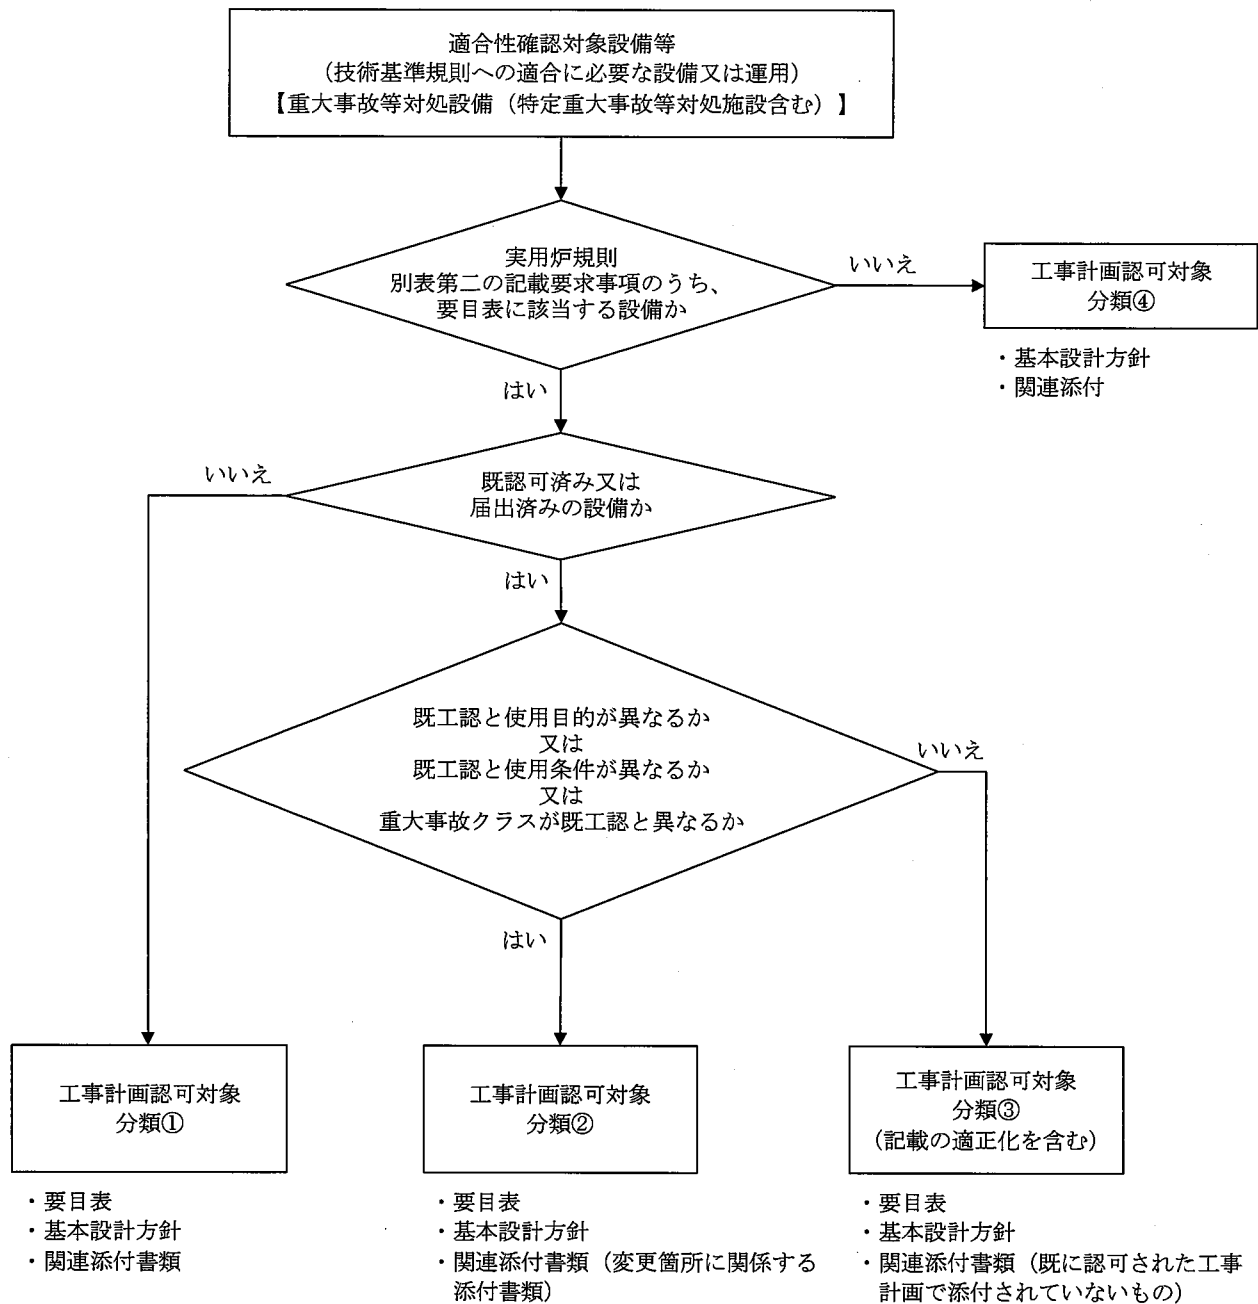 適合性確認対象設備等
（技術基準規則への適合に必要な設備又は運用）
【重大事故等対処設備（特定重大事故等対処施設含む）】
実用炉規則
別表第二の記載要求事項のうち、
要目表に該当する設備か
いいえ
工事計画認可対象
分類④
・基本設計方針
・関連添付
はい
いいえ
既認可済み又は
届出済みの設備か
はい
既工認と使用目的が異なるか
又は
既工認と使用条件が異なるか
又は
重大事故クラスが既工認と異なるか
いいえ
はい
工事計画認可対象
分類①
・要目表
・基本設計方針
・関連添付書類
工事計画認可対象
分類②
・要目表
・基本設計方針
・関連添付書類（変更箇所に関係する
添付書類）
工事計画認可対象
分類③
（記載の適正化を含む）
・要目表
・基本設計方針
・関連添付書類（既に認可された工事
計画で添付されていないもの）